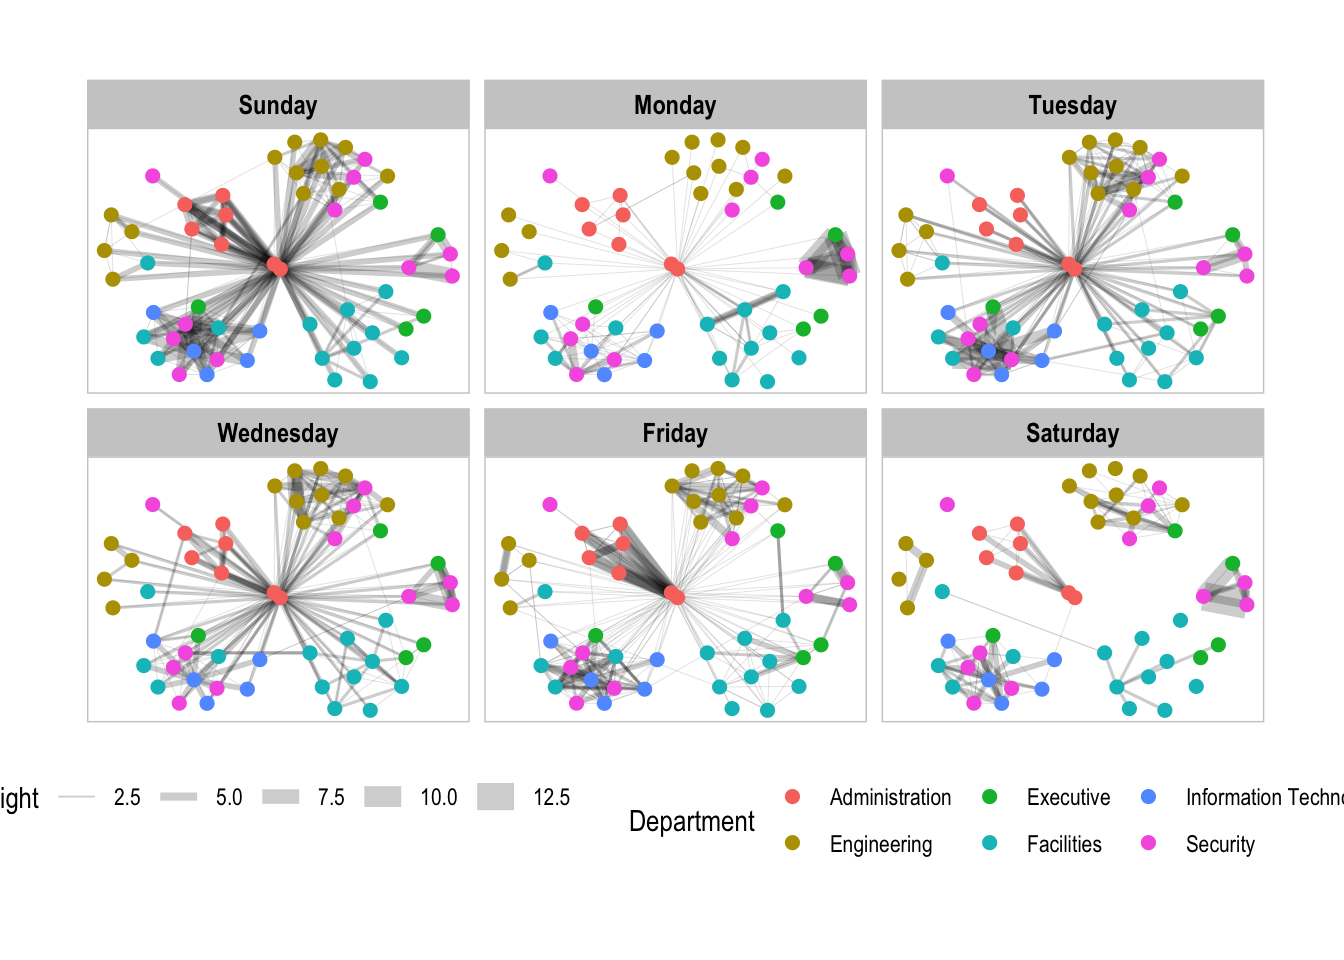 Sunday Monday Tuesday
Wednesday Friday Saturday
ight 2.5 5.0 7.5 10.0 12.5
Department
Administration Executive Information Techno
Engineering Facilities Security